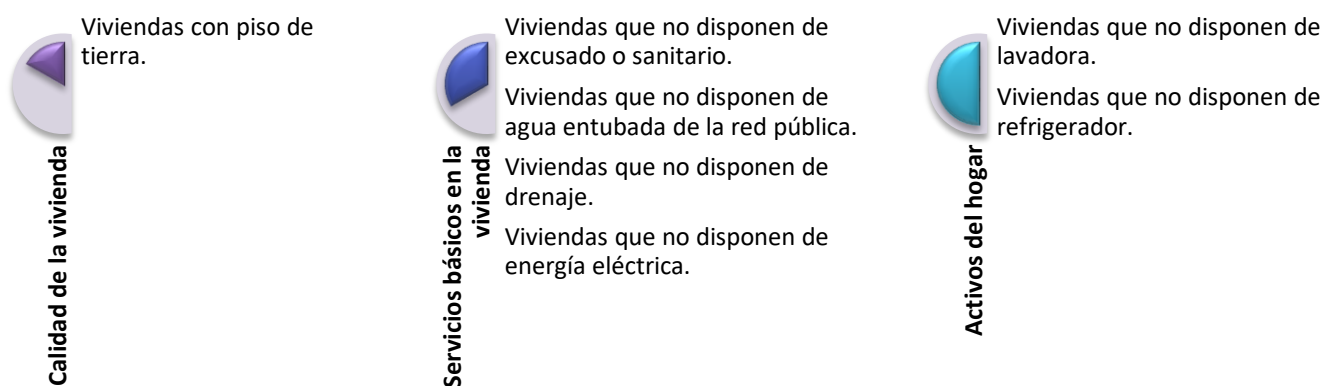 Calidad de la vivienda
Viviendas con piso de
tierra.
Servicios básicos en la
vivienda
Viviendas que no disponen de
excusado o sanitario.
Viviendas que no disponen de
agua entubada de la red pública.
Viviendas que no disponen de
drenaje.
Viviendas que no disponen de
energía eléctrica.
Activos del hogar
Viviendas que no disponen de
lavadora.
Viviendas que no disponen de
refrigerador.